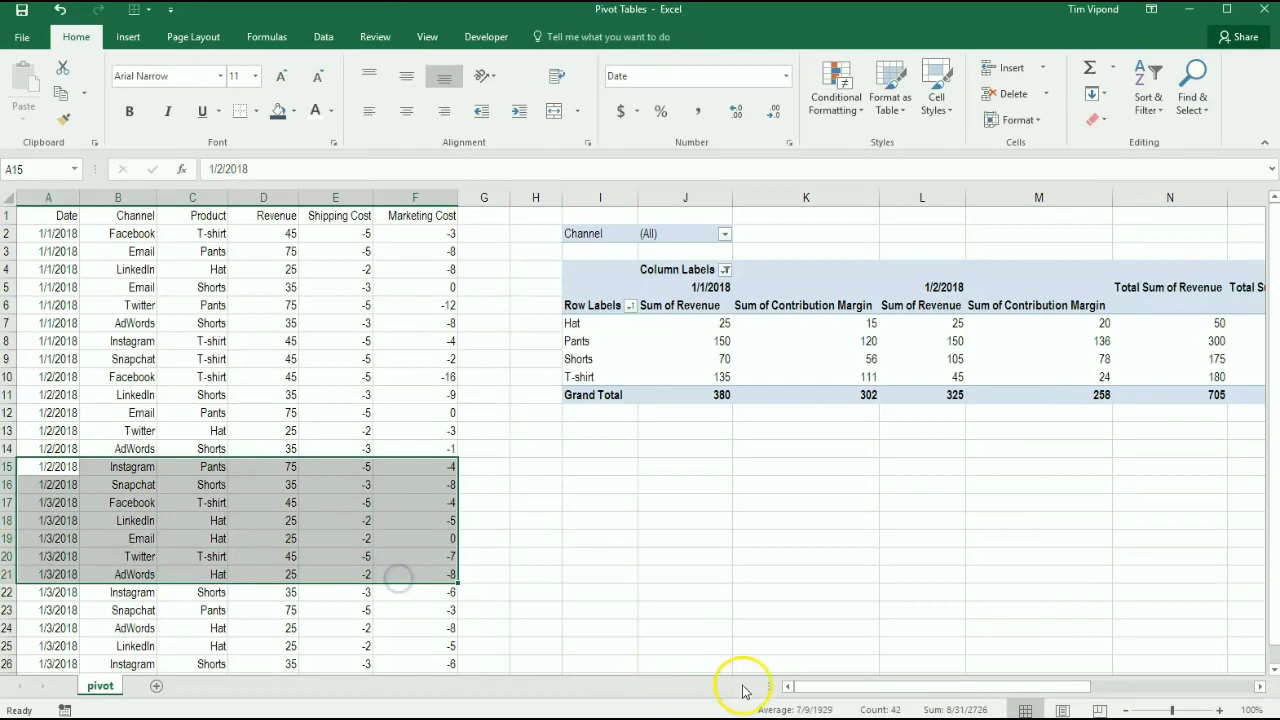 Pivot Tables - Excel
Tim Vipond
File Home Insert Page Layout Formulas Data Review View Developer Tell me what you want to do Share
Paste
Arial Narrow 11
Date
Conditional Formatting
Format as Table
Cell Styles
Insert
Delete
Format
Sort & Filter
Find & Select
Clipboard Font Alignment Number Styles Cells Editing
A15 fx 1/2/2018
A B C D E F G H I J K L M N
1 Date Channel Product Revenue Shipping Cost Marketing Cost
2 1/1/2018 Facebook T-shirt 45 -5 -3 Channel (All)
3 1/1/2018 Email Pants 75 -5 -8
4 1/1/2018 LinkedIn Hat 25 -2 -8 Column Labels
5 1/1/2018 Email Shorts 35 -3 0 1/1/2018 1/2/2018 Total Sum of Revenue Total S
6 1/1/2018 Twitter Pants 75 -5 -12 Row Labels Sum of Revenue Sum of Contribution Margin Sum of Revenue Sum of Contribution Margin
7 1/1/2018 AdWords Shorts 35 -3 -8 Hat 25 15 25 20 50
8 1/1/2018 Instagram T-shirt 45 -5 -4 Pants 150 120 150 136 300
9 1/1/2018 Snapchat T-shirt 45 -5 -2 Shorts 70 56 105 78 175
10 1/2/2018 Facebook T-shirt 45 -5 -16 T-shirt 135 111 45 24 180
11 1/2/2018 LinkedIn Shorts 35 -3 -9 Grand Total 380 302 325 258 705
12 1/2/2018 Email Pants 75 -5 0
13 1/2/2018 Twitter Hat 25 -2 -3
14 1/2/2018 AdWords Shorts 35 -3 -1
15 1/2/2018 Instagram Pants 75 -5 -4
16 1/2/2018 Snapchat Shorts 35 -3 -8
17 1/3/2018 Facebook T-shirt 45 -5 -4
18 1/3/2018 LinkedIn Hat 25 -2 -5
19 1/3/2018 Email Hat 25 -2 0
20 1/3/2018 Twitter T-shirt 45 -5 -7
21 1/3/2018 AdWords Hat 25 -2 -8
22 1/3/2018 Instagram Shorts 35 -3 -6
23 1/3/2018 Snapchat Pants 75 -5 -3
24 1/3/2018 AdWords Hat 25 -2 -8
25 1/3/2018 LinkedIn Hat 25 -2 -5
26 1/3/2018 Instagram Shorts 35 -3 -6
pivot
Ready Average: 7/9/1929 Count: 42 Sum: 8/31/2726 100%